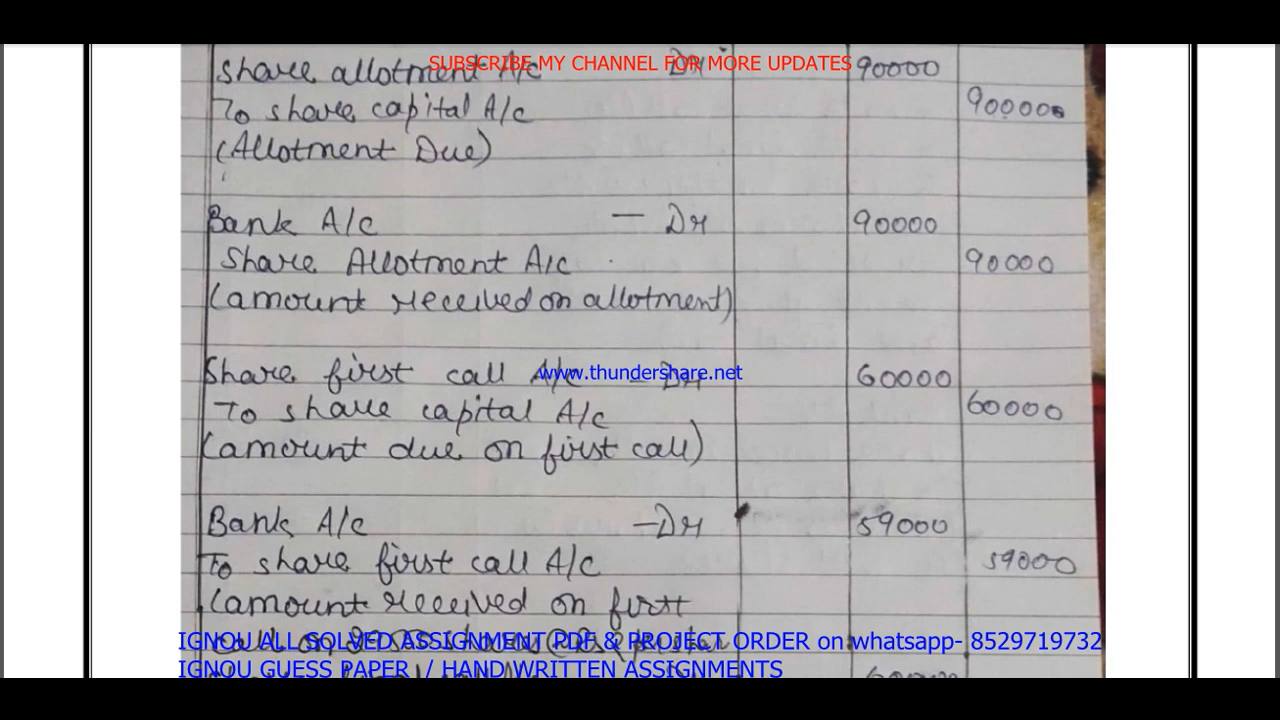 SUBSCRIBE MY CHANNEL FOR MORE UPDATES
Share allotment A/c Dr 90000
To share capital A/c 90000
(Allotment Due)
Bank A/c — Dr 90000
Share Allotment A/c 90000
(amount received on allotment)
Share first call A/c — Dr 60000
www.thundershare.net
To share capital A/c 60000
(amount due on first call)
Bank A/c — Dr 59000
To share first call A/c 59000
(amount received on first
call on
IGNOU ALL SOLVED ASSIGNMENT PDF & PROJECT ORDER on whatsapp- 8529719732
IGNOU GUESS PAPER / HAND WRITTEN ASSIGNMENTS